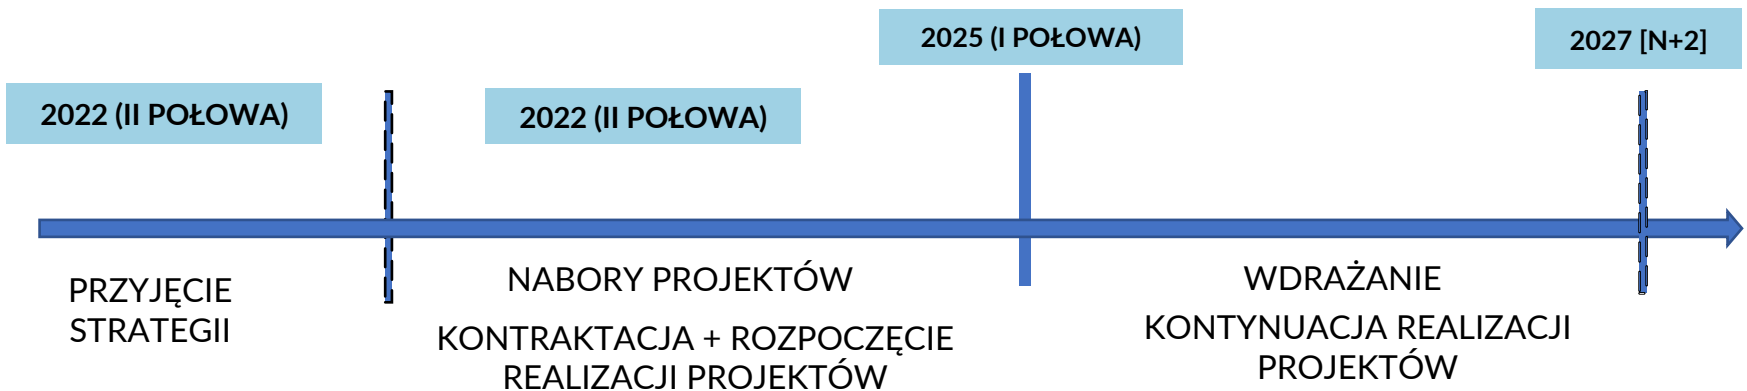 2025 (I POŁOWA)
2027 [N+2]
2022 (II POŁOWA)
2022 (II POŁOWA)
PRZYJĘCIE
STRATEGII
NABORY PROJEKTÓW
KONTRAKTACJA + ROZPOCZĘCIE
REALIZACJI PROJEKTÓW
WDRAŻANIE
KONTYNUACJA REALIZACJI
PROJEKTÓW